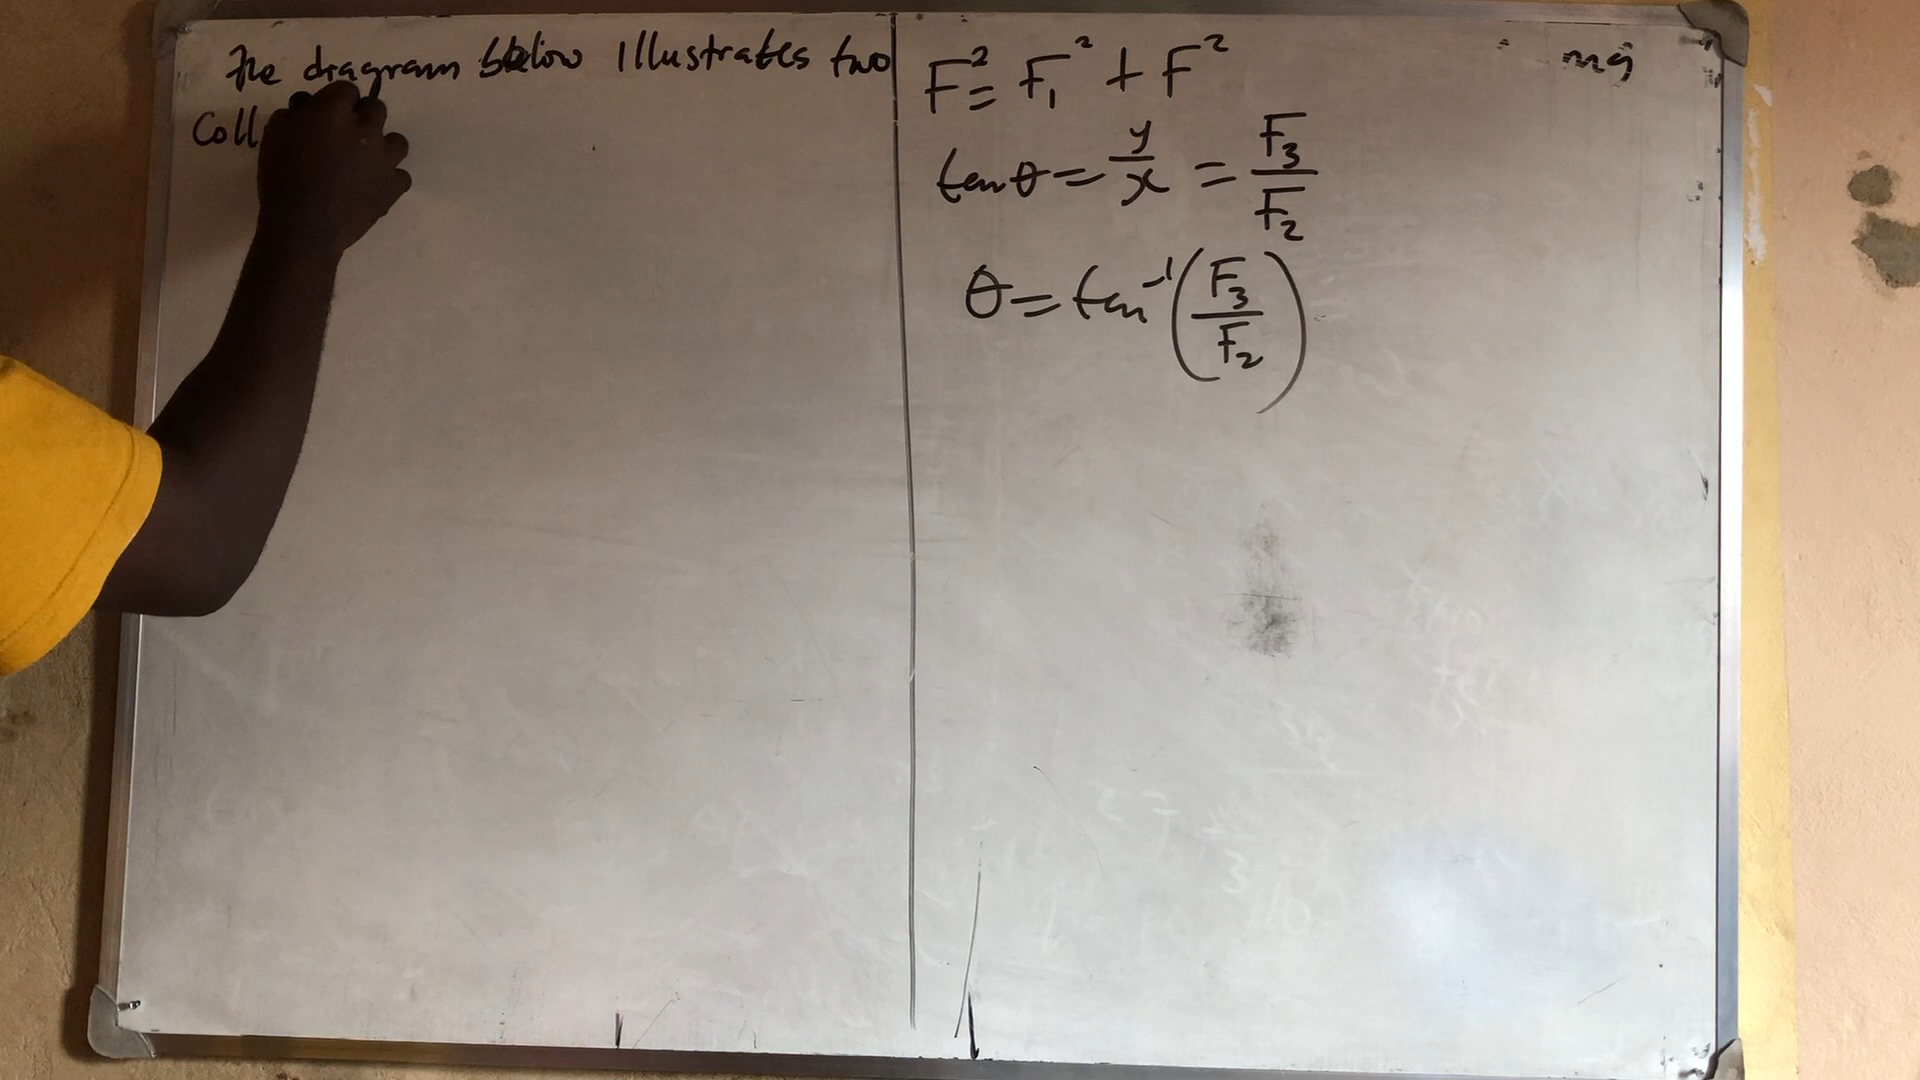 The diagram below Illustrates two
Coll
F² = F₁² + F²
tanθ = y/x = F₃/F₂
θ = tan⁻¹(F₃/F₂)
mg